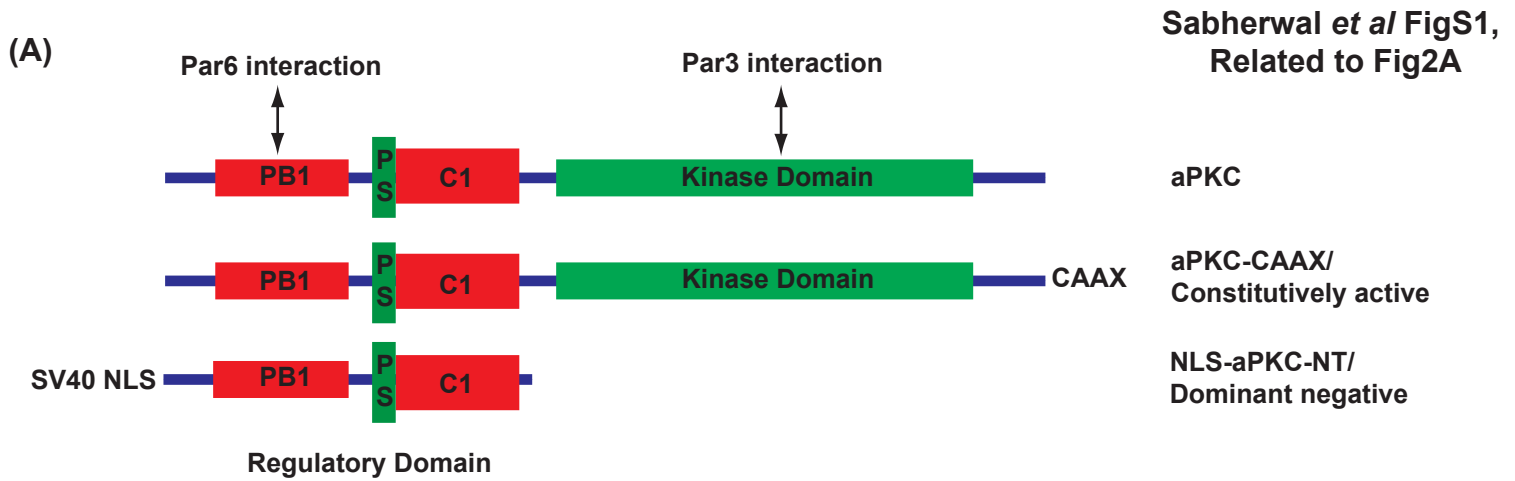 (A)
Sabherwal et al FigS1,
Related to Fig2A
Par6 interaction
Par3 interaction
PB1
P
S
C1
Kinase Domain
aPKC
PB1
P
S
C1
Kinase Domain
CAAX
aPKC-CAAX/
Constitutively active
SV40 NLS
PB1
P
S
C1
NLS-aPKC-NT/
Dominant negative
Regulatory Domain